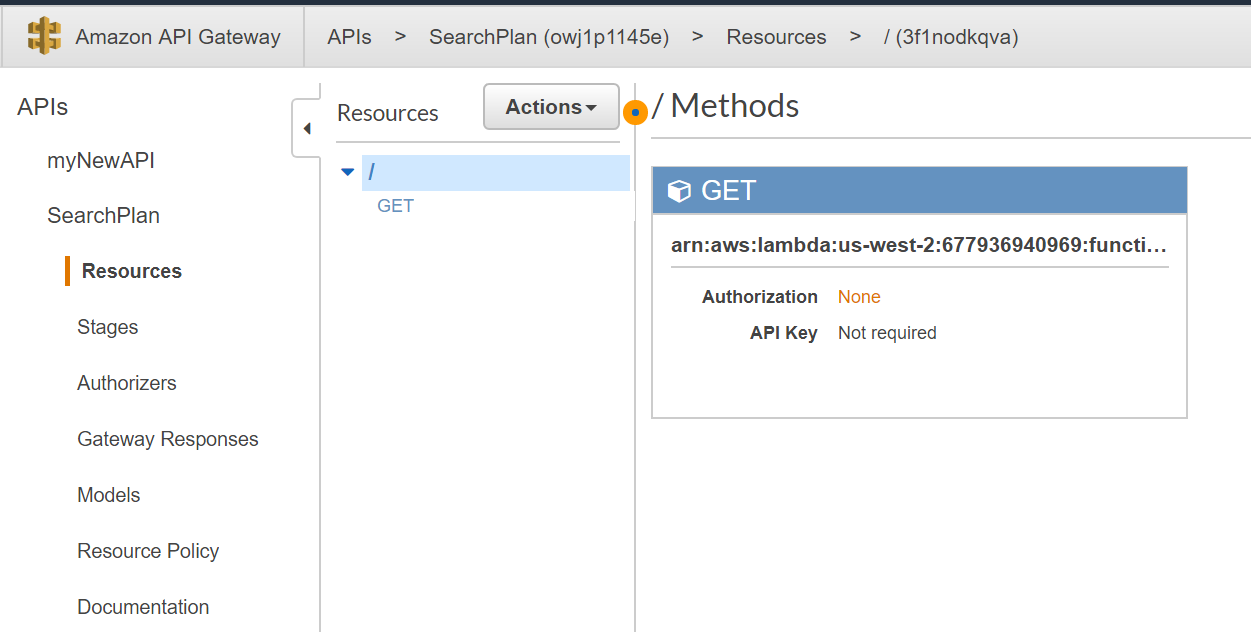 Amazon API Gateway
APIs > SearchPlan (owj1p1145e) > Resources > / (3f1nodkqva)
APIs
myNewAPI
SearchPlan
Resources
Stages
Authorizers
Gateway Responses
Models
Resource Policy
Documentation
Resources
Actions
/
GET
/ Methods
GET
arn:aws:lambda:us-west-2:677936940969:functi...
Authorization None
API Key Not required